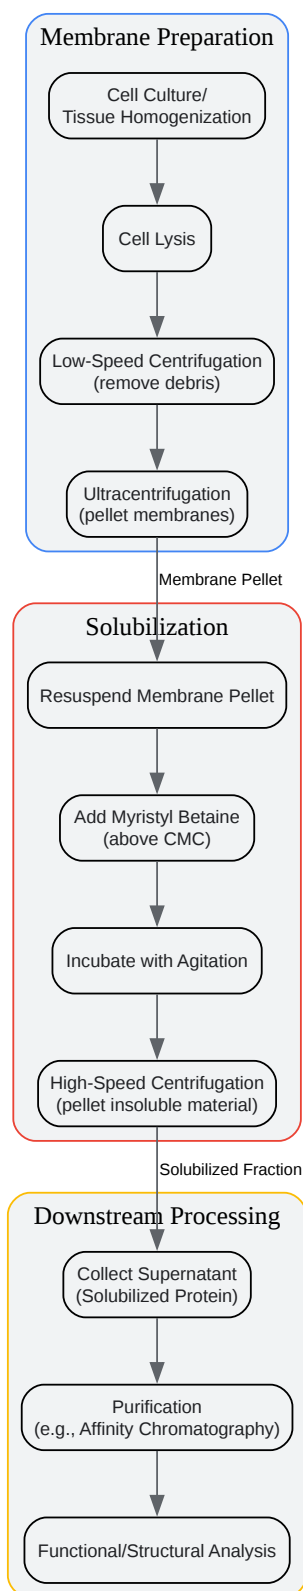 Membrane Preparation
Cell Culture/
Tissue Homogenization
Cell Lysis
Low-Speed Centrifugation
(remove debris)
Ultracentrifugation
(pellet membranes)
Membrane Pellet
Solubilization
Resuspend Membrane Pellet
Add Myristyl Betaine
(above CMC)
Incubate with Agitation
High-Speed Centrifugation
(pellet insoluble material)
Solubilized Fraction
Downstream Processing
Collect Supernatant
(Solubilized Protein)
Purification
(e.g., Affinity Chromatography)
Functional/Structural Analysis